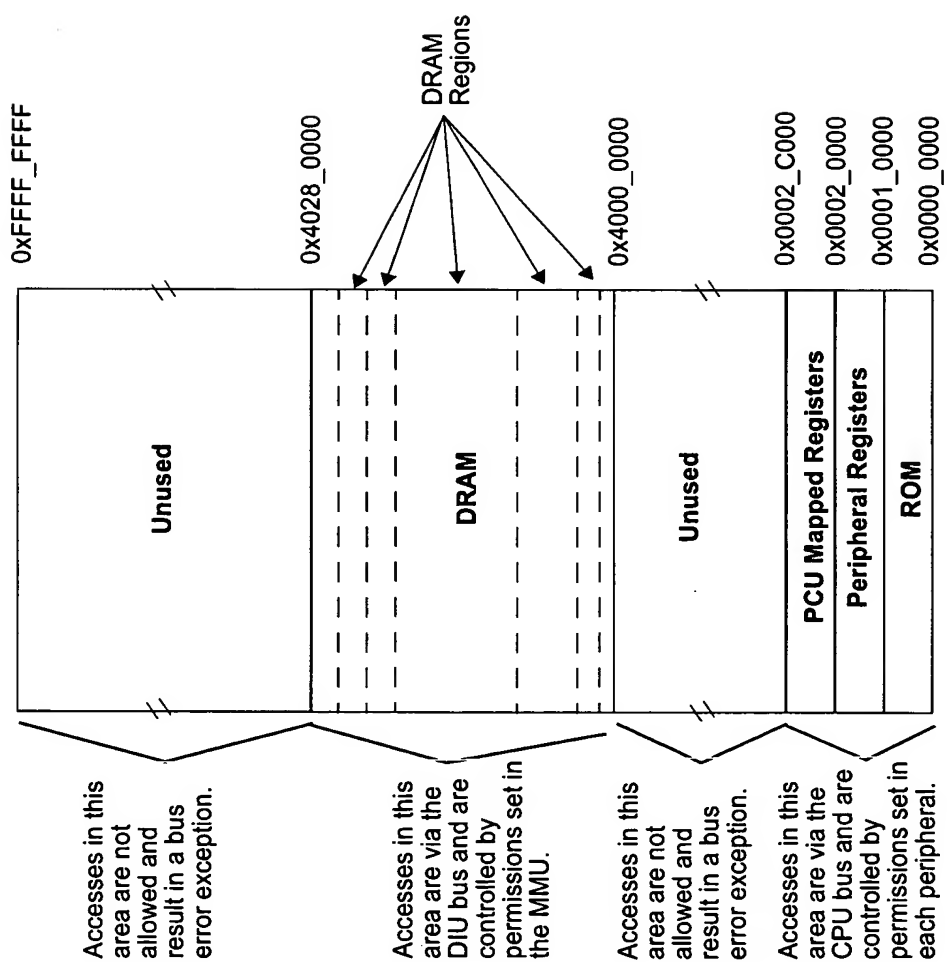 0xFFFF_FFFF
Accesses in this
area are not
allowed and
result in a bus
error exception.
Unused
0x4028_0000
Accesses in this
area are via the
DIU bus and are
controlled by
permissions set in
the MMU.
DRAM
DRAM
Regions
0x4000_0000
Accesses in this
area are not
allowed and
result in a bus
error exception.
Unused
0x0002_C000
Accesses in this
area are via the
CPU bus and are
controlled by
permissions set in
each peripheral.
PCU Mapped Registers
0x0002_0000
Peripheral Registers
0x0001_0000
ROM
0x0000_0000